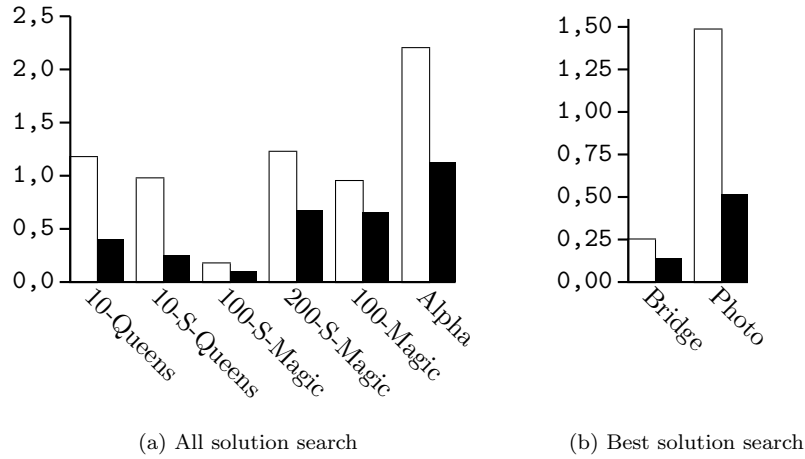 2,5
2,0
1,5
1,0
0,5
0,0
10-Queens
10-S-Queens
100-S-Magic
200-S-Magic
100-Magic
Alpha
(a) All solution search
1,50
1,25
1,00
0,75
0,50
0,25
0,00
Bridge
Photo
(b) Best solution search